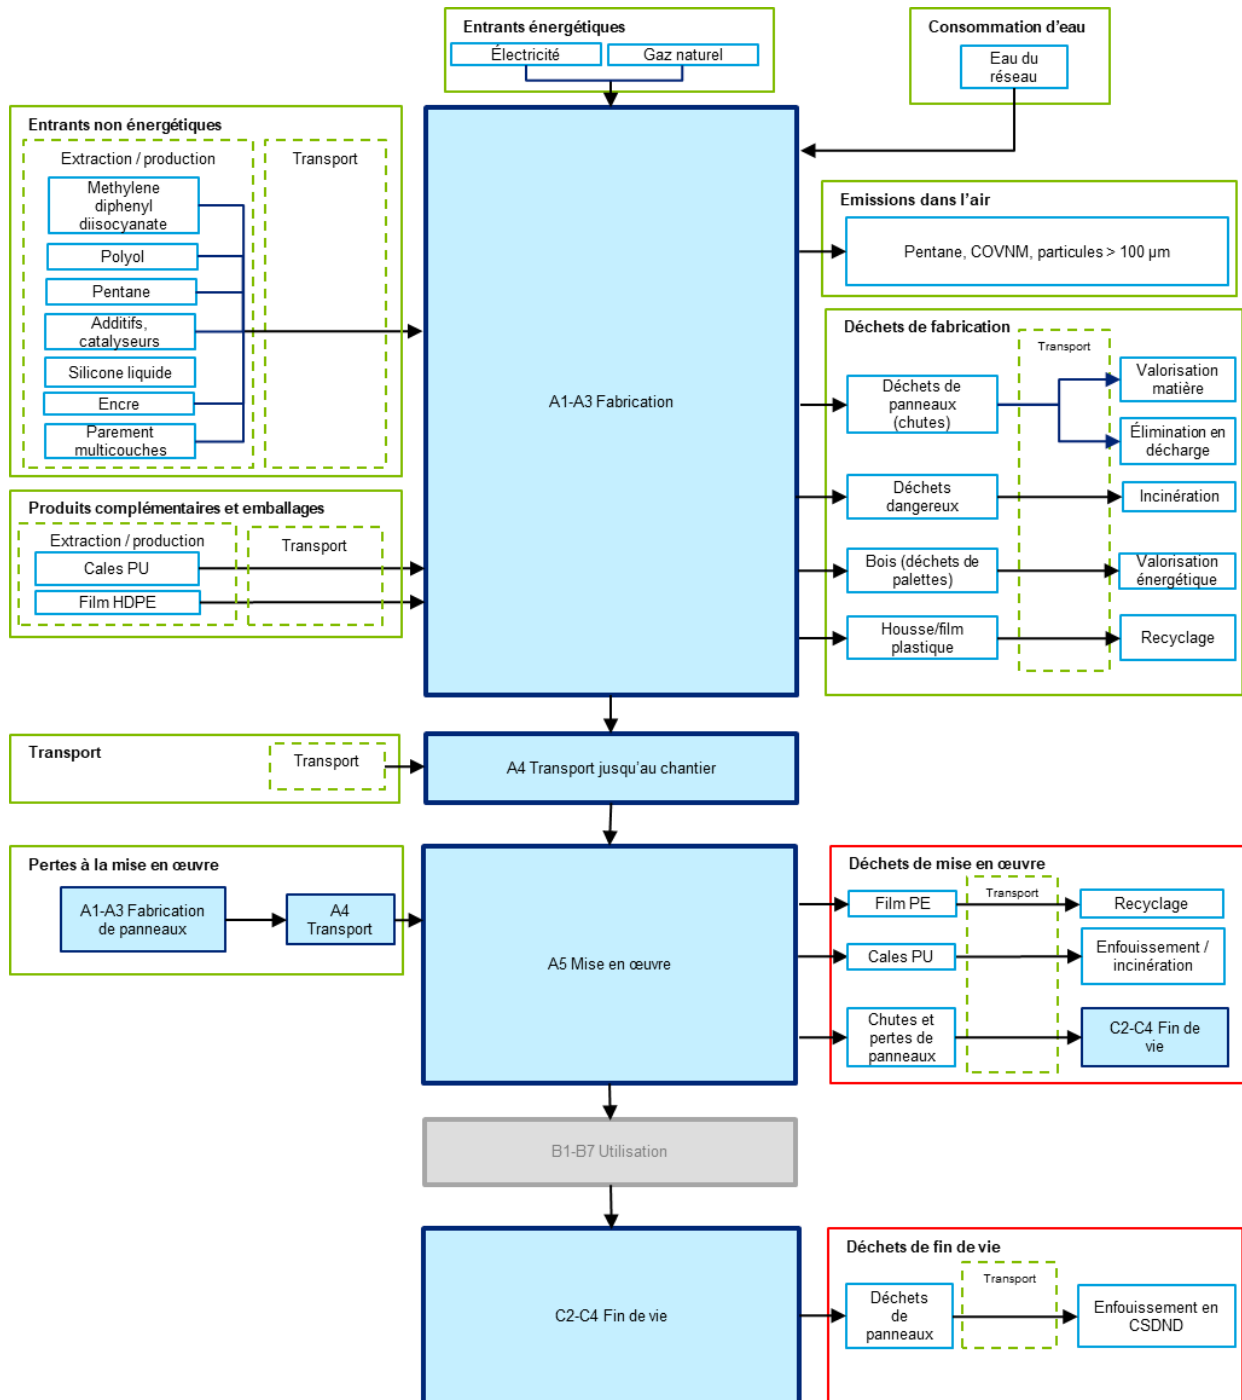 Entrants énergétiques
Électricité
Gaz naturel
Consommation d'eau
Eau du
réseau
Entrants non énergétiques
Extraction / production
Transport
Methylene
diphenyl
diisocyanate
Polyol
Pentane
Additifs,
catalyseurs
Silicone liquide
Encre
Parement
multicouches
Produits complémentaires et emballages
Extraction / production
Transport
Cales PU
Film HDPE
A1-A3 Fabrication
Emissions dans l'air
Pentane, COVNM, particules > 100 µm
Déchets de fabrication
Transport
Déchets de
panneaux
(chutes)
Valorisation
matière
Élimination en
décharge
Déchets
dangereux
Incinération
Bois (déchets de
palettes)
Valorisation
énergétique
Housse/film
plastique
Recyclage
Transport
Transport
A4 Transport jusqu'au chantier
Pertes à la mise en œuvre
A1-A3 Fabrication
de panneaux
A4
Transport
A5 Mise en œuvre
Déchets de mise en œuvre
Transport
Film PE
Recyclage
Cales PU
Enfouissement /
incinération
Chutes et
pertes de
panneaux
C2-C4 Fin de
vie
B1-B7 Utilisation
C2-C4 Fin de vie
Déchets de fin de vie
Transport
Déchets
de
panneaux
Enfouissement en
CSDND